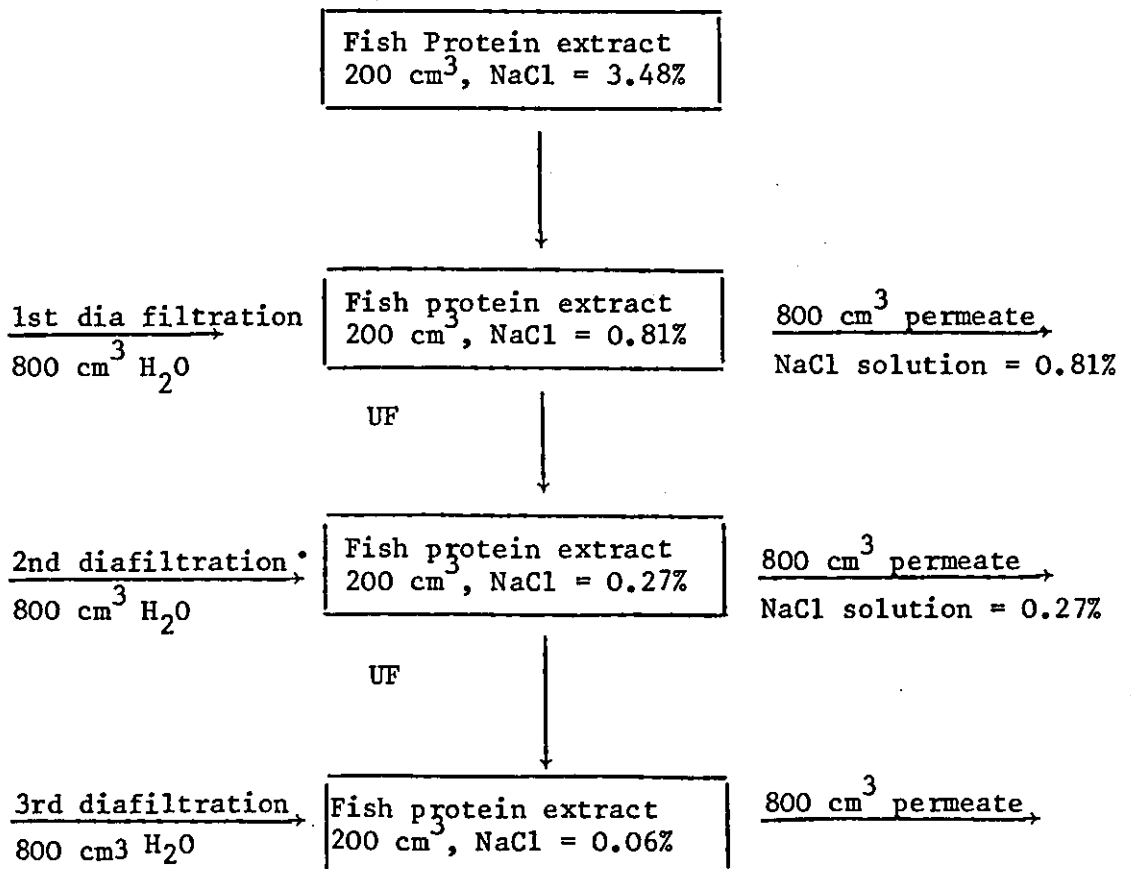 Fish Protein extract
200 cm³, NaCl = 3.48%
1st dia filtration
800 cm³ H₂O
Fish protein extract
200 cm³, NaCl = 0.81%
800 cm³ permeate
NaCl solution = 0.81%
UF
2nd diafiltration
800 cm³ H₂O
Fish protein extract
200 cm³, NaCl = 0.27%
800 cm³ permeate
NaCl solution = 0.27%
UF
3rd diafiltration
800 cm3 H₂O
Fish protein extract
200 cm³, NaCl = 0.06%
800 cm³ permeate